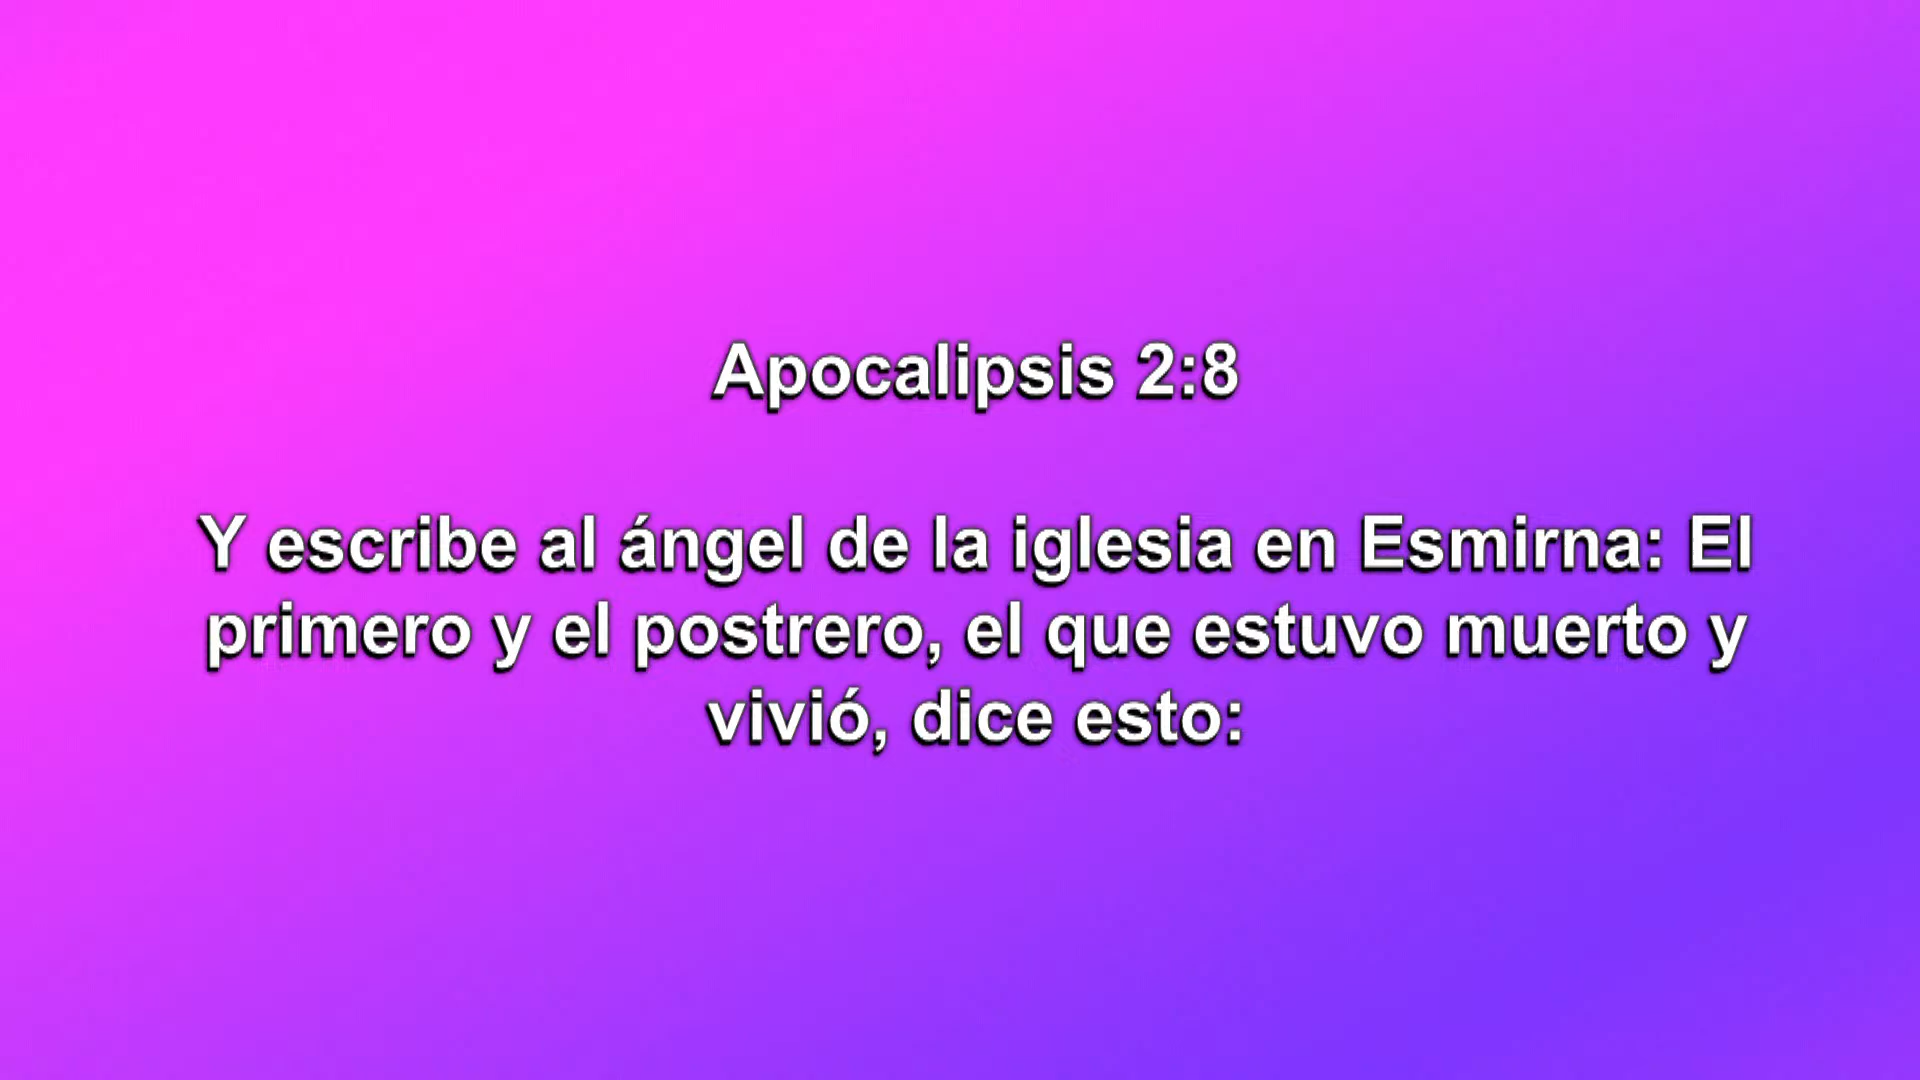 Apocalipsis 2:8
Y escribe al ángel de la iglesia en Esmirna: El
primero y el postrero, el que estuvo muerto y
vivió, dice esto: